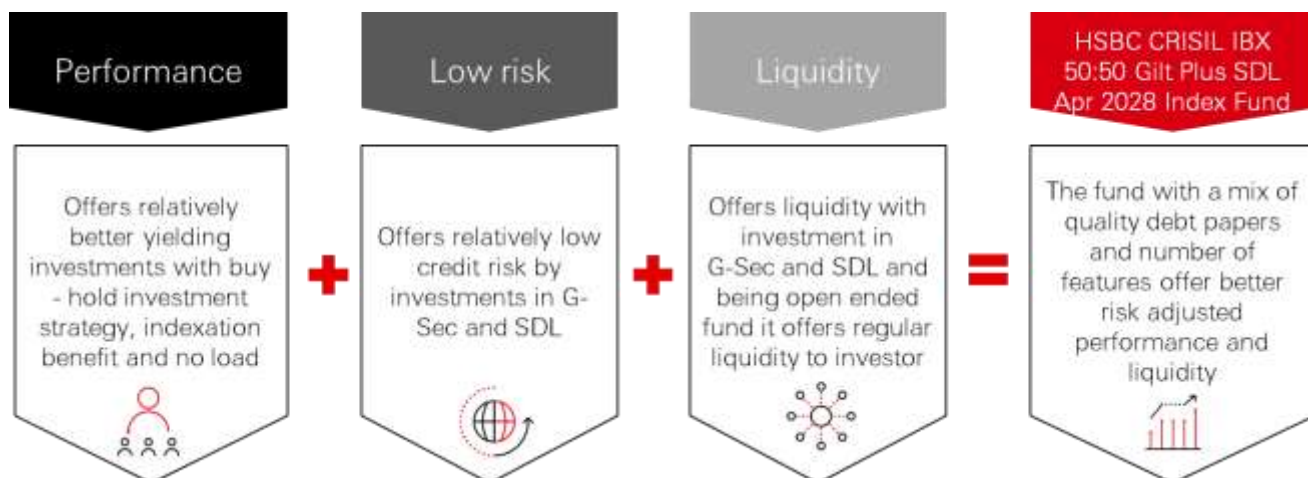 Performance
Low risk
Liquidity
HSBC CRISIL IBX
50:50 Gilt Plus SDL
Apr 2028 Index Fund
Offers relatively
better yielding
investments with buy
- hold investment
strategy, indexation
benefit and no load
Offers relatively low
credit risk by
investments in G-
Sec and SDL
Offers liquidity with
investment in
G-Sec and SDL and
being open ended
fund it offers regular
liquidity to investor
The fund with a mix of
quality debt papers
and number of
features offer better
risk adjusted
performance and
liquidity